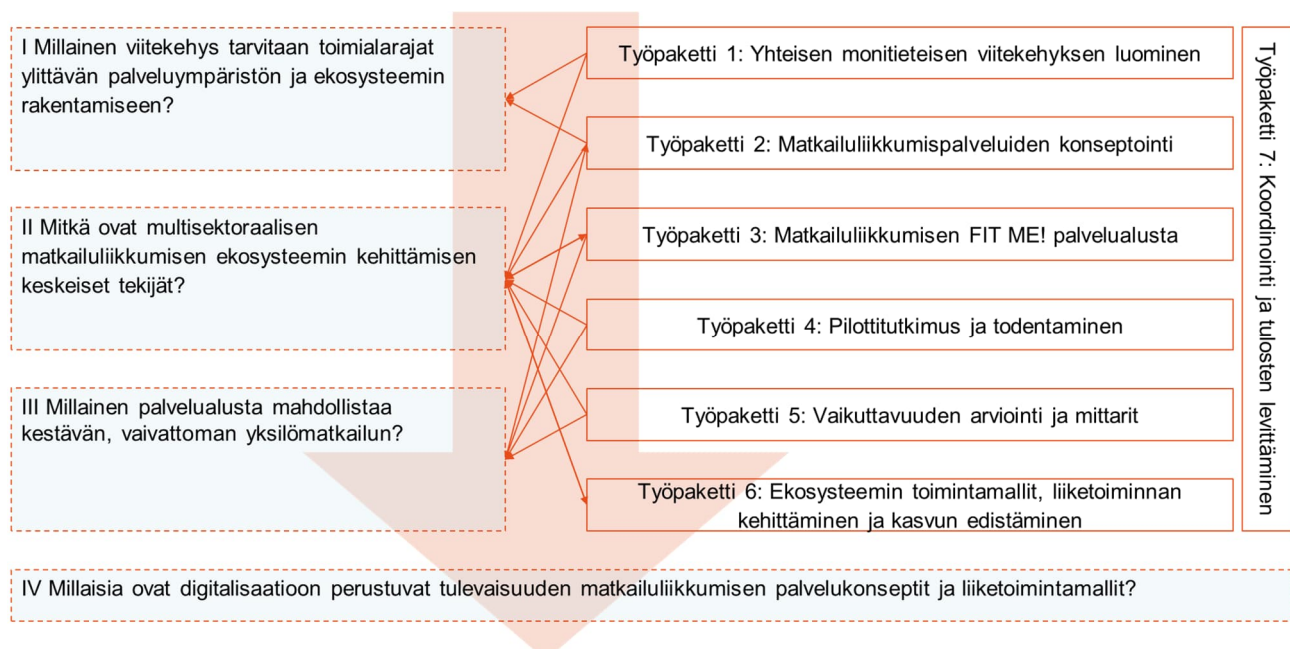 I Millainen viitekehys tarvitaan toimialarajat
ylittävän palveluympäristön ja ekosysteemin
rakentamiseen?
II Mitkä ovat multisektoraalisen
matkailuliikkumisen ekosysteemin kehittämisen
keskeiset tekijät?
III Millainen palvelualusta mahdollistaa
kestävän, vaivattoman yksilömatkailun?
Työpaketti 1: Yhteisen monitieteisen viitekehyksen luominen
Työpaketti 2: Matkailuliikkumispalveluiden konseptointi
Työpaketti 3: Matkailuliikkumisen FIT ME! palvelualusta
Työpaketti 4: Pilottitutkimus ja todentaminen
Työpaketti 5: Vaikuttavuuden arviointi ja mittarit
Työpaketti 6: Ekosysteemin toimintamallit, liiketoiminnan
kehittäminen ja kasvun edistäminen
Työpaketti 7: Koordinointi ja tulosten levittäminen
IV Millaisia ovat digitalisaatioon perustuvat tulevaisuuden matkailuliikkumisen palvelukonseptit ja liiketoimintamallit?